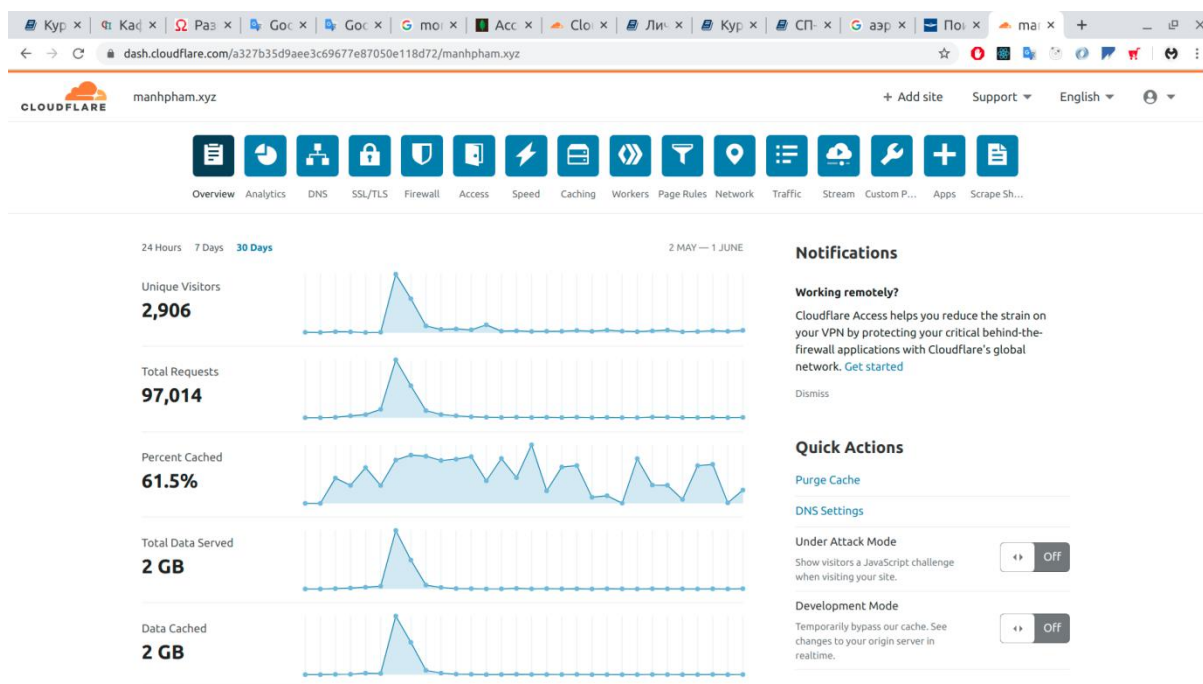 Кур
Каф
Раз
Goc
Goc
mor
Acc
Clo
Лич
Кур
СП-
аэр
Пои
mar
dash.cloudflare.com/a327b35d9aee3c69677e87050e118d72/manhpham.xyz
CLOUDFLARE
manhpham.xyz
+ Add site
Support
English
Overview
Analytics
DNS
SSL/TLS
Firewall
Access
Speed
Caching
Workers
Page Rules
Network
Traffic
Stream
Custom P...
Apps
Scrape Sh...
24 Hours 7 Days 30 Days
2 MAY — 1 JUNE
Unique Visitors
2,906
Total Requests
97,014
Percent Cached
61.5%
Total Data Served
2 GB
Data Cached
2 GB
Notifications
Working remotely?
Cloudflare Access helps you reduce the strain on
your VPN by protecting your critical behind-the-
firewall applications with Cloudflare's global
network. Get started
Dismiss
Quick Actions
Purge Cache
DNS Settings
Under Attack Mode
Show visitors a JavaScript challenge
when visiting your site.
Off
Development Mode
Temporarily bypass our cache. See
changes to your origin server in
realtime.
Off